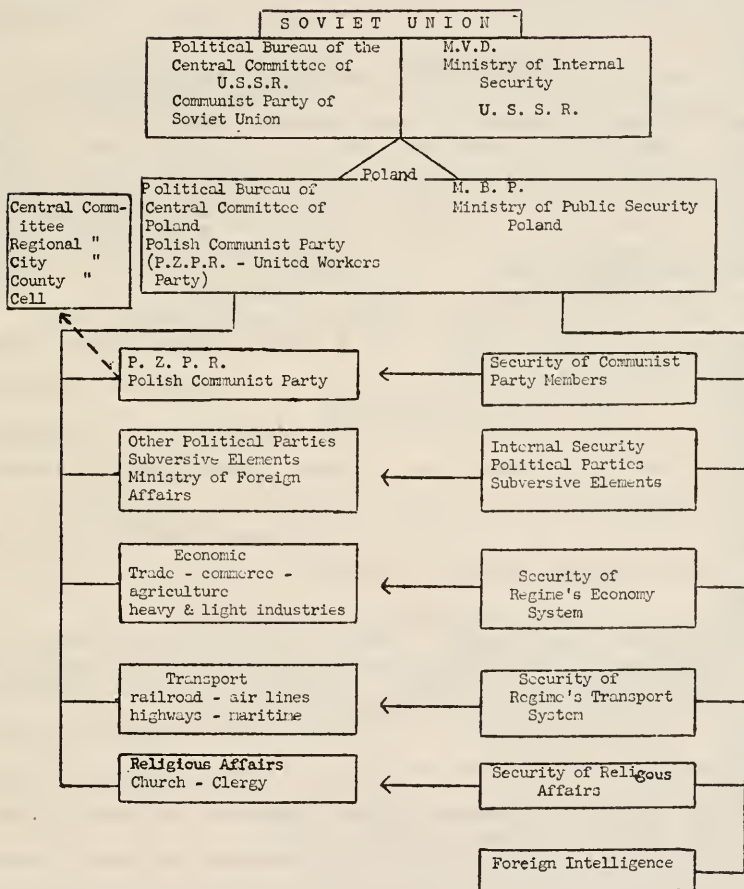 SOVIET UNION
Political Bureau of the
Central Committee of
U.S.S.R.
Communist Party of
Soviet Union
M.V.D.
Ministry of Internal
Security
U. S. S. R.
Poland
Political Bureau of
Central Committee of
Poland
Polish Communist Party
(P.Z.P.R. - United Workers
Party)
M. B. P.
Ministry of Public Security
Poland
Central Comm-
ittee
Regional "
City "
County "
Cell
P. Z. P. R.
Polish Communist Party
Security of Communist
Party Members
Other Political Parties
Subversive Elements
Ministry of Foreign
Affairs
Internal Security
Political Parties
Subversive Elements
Economic
Trade - commerce -
agriculture
heavy & light industries
Security of
Regime's Economy
System
Transport
railroad - air lines
highways - maritime
Security of
Regime's Transport
System
Religious Affairs
Church - Clergy
Security of Religous
Affairs
Foreign Intelligence